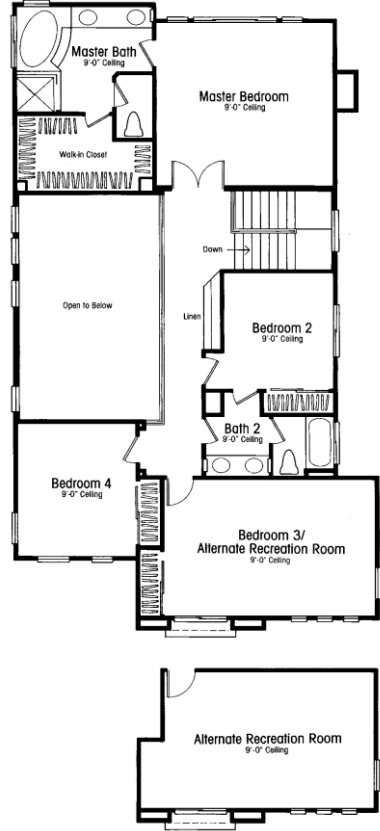 Master Bath
9'-0" Ceiling
Master Bedroom
9'-0" Ceiling
Walk-in Closet
Down
Open to Below
Linen
Bedroom 2
9'-0" Ceiling
Bath 2
9'-0" Ceiling
Bedroom 4
9'-0" Ceiling
Bedroom 3/
Alternate Recreation Room
9'-0" Ceiling
Alternate Recreation Room
9'-0" Ceiling